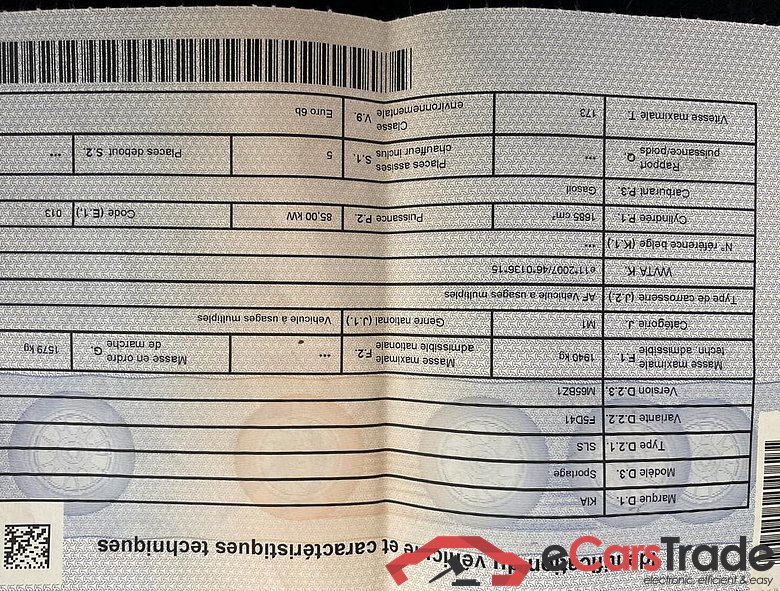 Identification du véhicule et caractéristiques techniques
Marque D.1. KIA
Modèle D.3. Sportage
Type D.2.1. SLS
Variante D.2.2. F5D41
Version D.2.3. M65BZ1
Masse maximale techn. admissible F.1. 1940 kg Masse maximale admissible nationale F.2. *** Masse en ordre de marche G. 1579 kg
Catégorie J. M1 Genre national (J.1.) Véhicule à usages multiples
Type de carrosserie (J.2.) AF Véhicule à usages multiples
WVTA K. e11*2007/46*0136*15
N° référence belge (K.1.) ***
Cylindrée P.1. 1685 cm³ Puissance P.2. 85,00 kW Code (E.1.) 013
Carburant P.3. Gasoil
Rapport puissance/poids Q. *** Places assises chauffeur inclus S.1. 5 Places debout S.2. ***
Vitesse maximale T. 173 Classe environnementale V.9. Euro 6b
eCarsTrade
electronic, efficient & easy